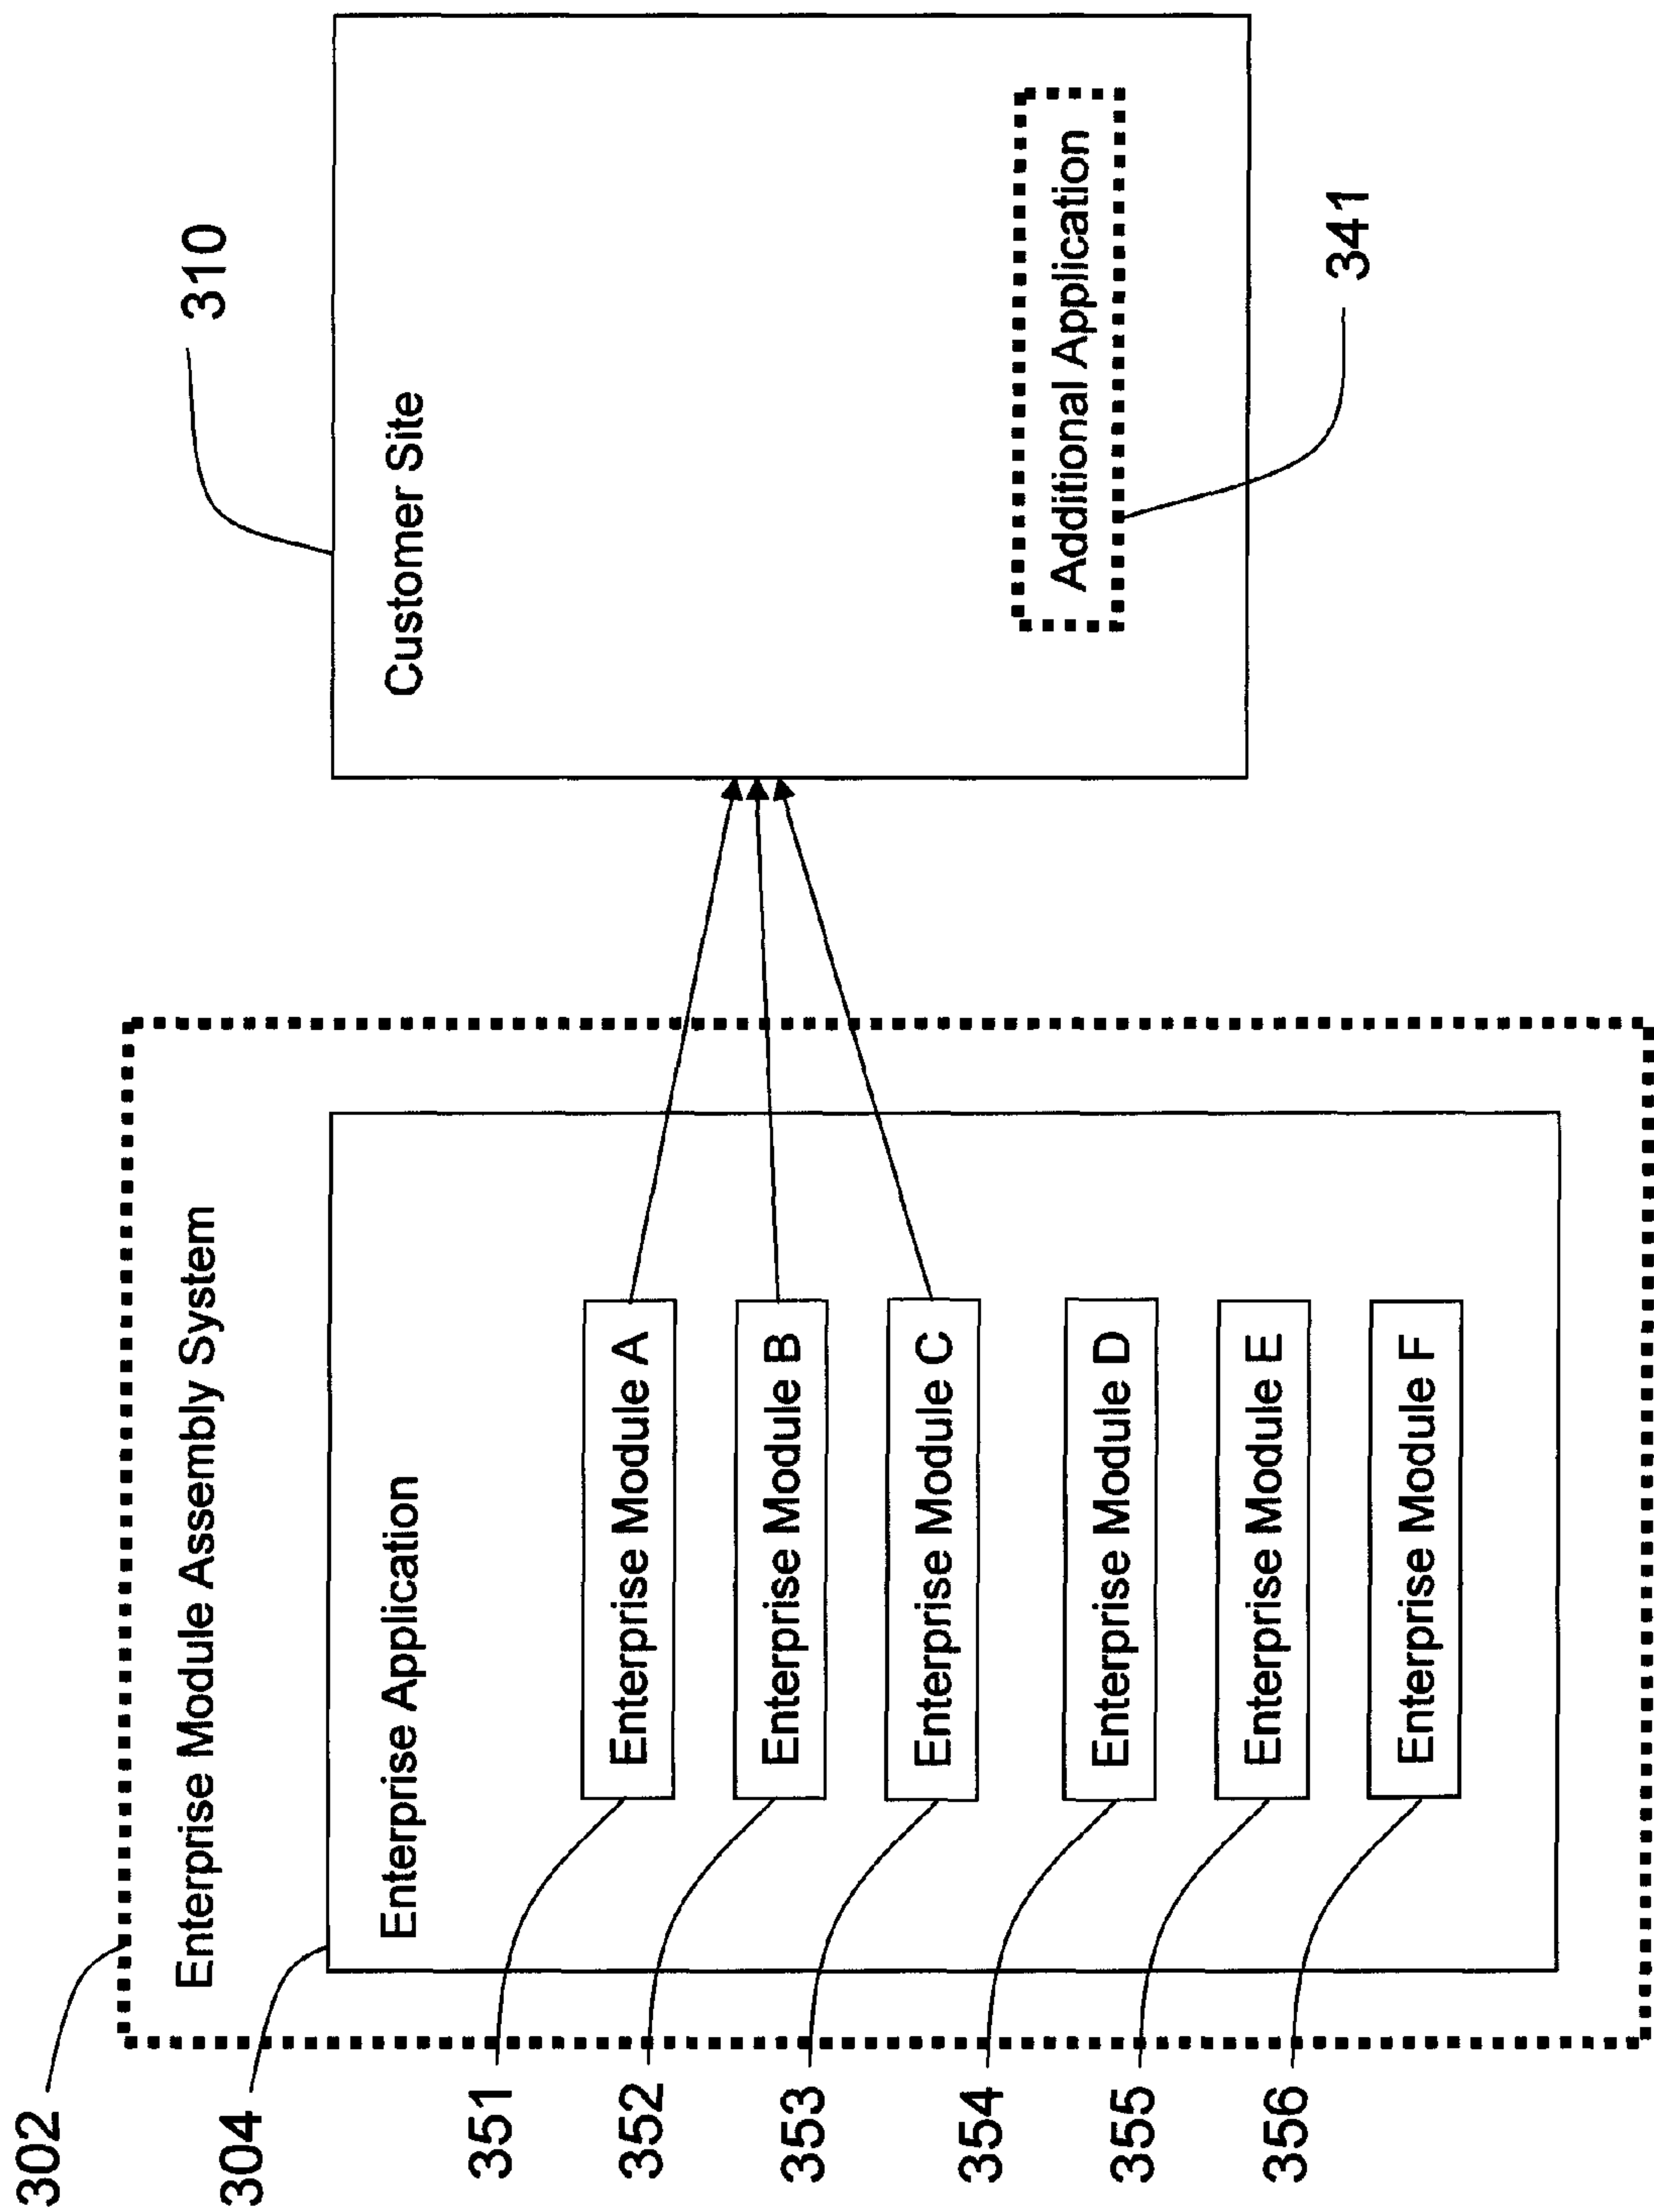 302
Enterprise Module Assembly System
304
Enterprise Application
351
Enterprise Module A
352
Enterprise Module B
353
Enterprise Module C
354
Enterprise Module D
355
Enterprise Module E
356
Enterprise Module F
310
Customer Site
Additional Application
341